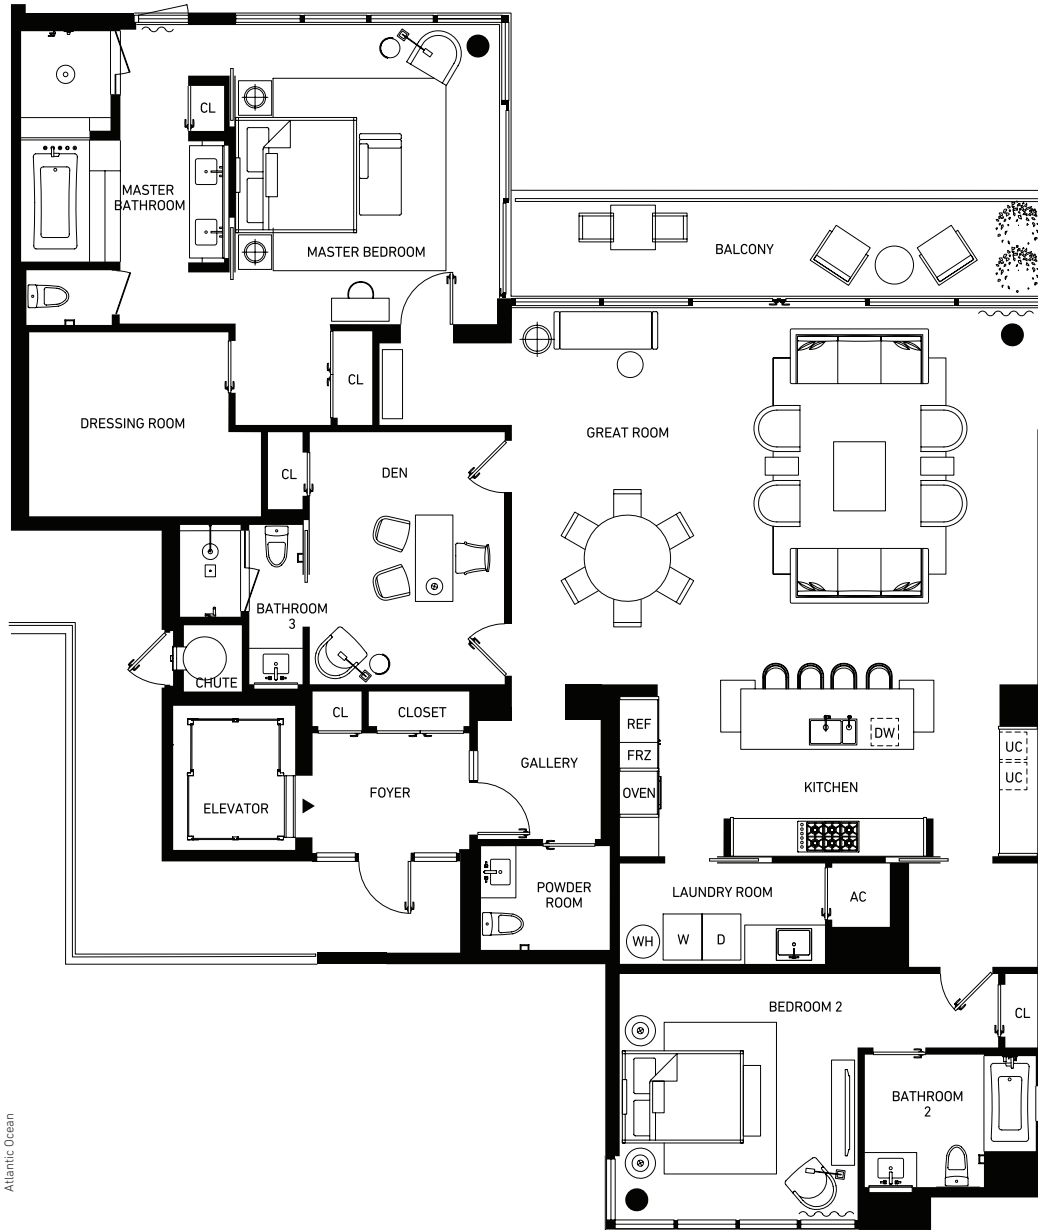 CL
MASTER
BATHROOM
MASTER BEDROOM
BALCONY
CL
DRESSING ROOM
GREAT ROOM
CL
DEN
BATHROOM
3
CHUTE
CL
CLOSET
REF
DW
UC
FRZ
GALLERY
UC
OVEN
KITCHEN
FOYER
ELEVATOR
POWDER
ROOM
LAUNDRY ROOM
AC
WH
W
D
BEDROOM 2
CL
BATHROOM
2
Atlantic Ocean